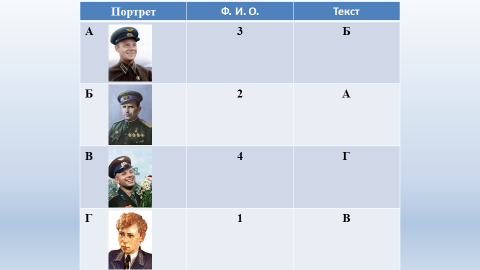 Портрет Ф. И. О. Текст
А 3 Б
Б 2 А
В 4 Г
Г 1 В